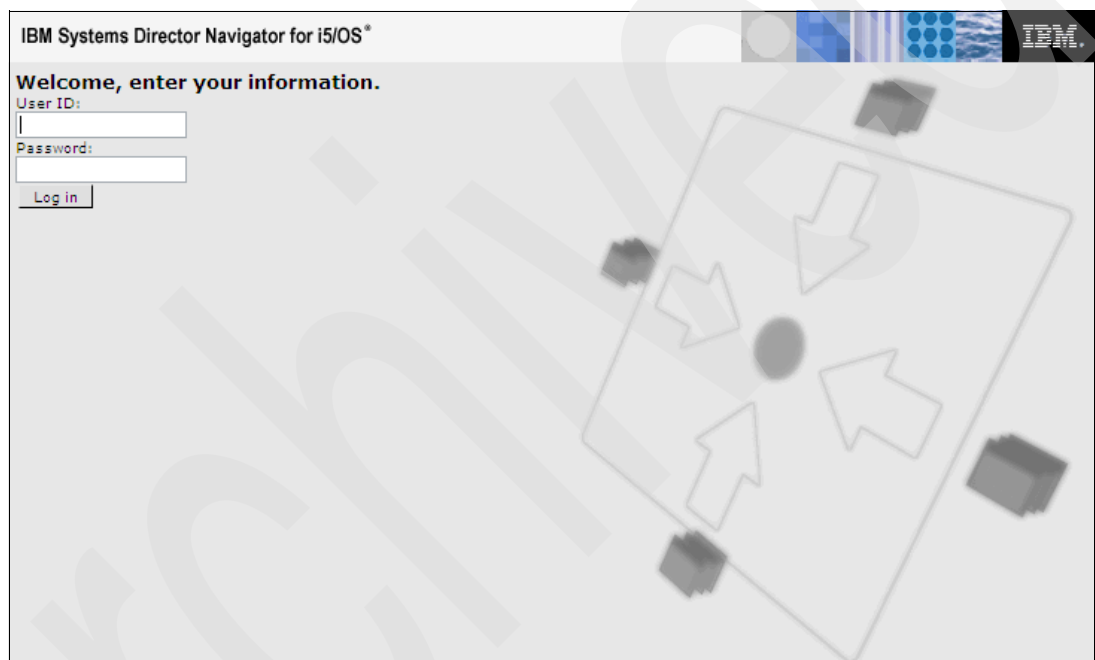 IBM Systems Director Navigator for i5/OS®
IBM.
Welcome, enter your information.
User ID:
Password:
Log in